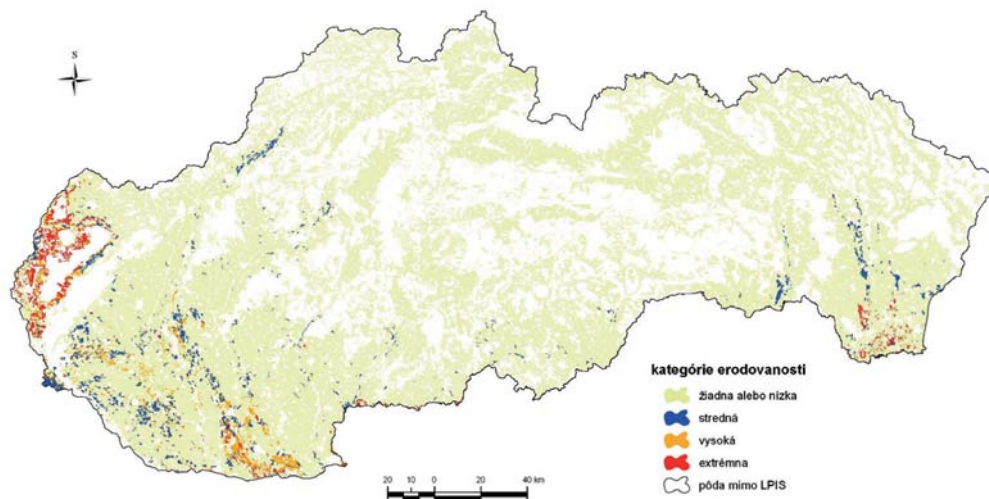 S
kategórie erodovanosti
žiadna alebo nízka
stredná
vysoká
extrémna
pôda mimo LPIS
20 10 0 20 40 km